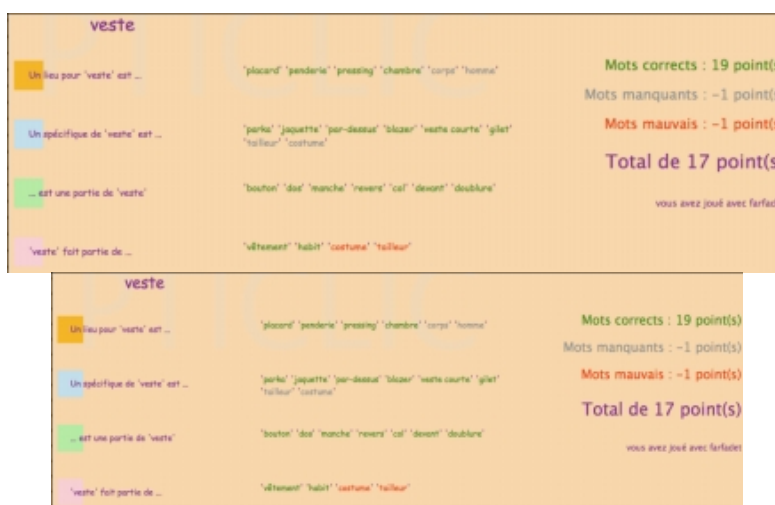 PTICLIC
veste
Un lieu pour 'veste' est ...
'placard' 'penderie' 'pressing' 'chambre' 'corps' 'homme'
Mots corrects : 19 point(s
Mots manquants : -1 point(s
Un spécifique de 'veste' est ...
'parka' 'jaquette' 'par-dessus' 'blazer' 'veste courte' 'gilet'
'tailleur' 'costume'
Mots mauvais : -1 point(s
Total de 17 point(s
... est une partie de 'veste'
'bouton' 'dos' 'manche' 'revers' 'col' 'devant' 'doublure'
vous avez joué avec farfad
'veste' fait partie de ...
'vêtement' 'habit' 'costume' 'tailleur'
PTICLIC
veste
Un lieu pour 'veste' est ...
'placard' 'penderie' 'pressing' 'chambre' 'corps' 'homme'
Mots corrects : 19 point(s)
Mots manquants : -1 point(s)
Un spécifique de 'veste' est ...
'parka' 'jaquette' 'par-dessus' 'blazer' 'veste courte' 'gilet'
'tailleur' 'costume'
Mots mauvais : -1 point(s)
Total de 17 point(s)
... est une partie de 'veste'
'bouton' 'dos' 'manche' 'revers' 'col' 'devant' 'doublure'
vous avez joué avec farfadet
'veste' fait partie de ...
'vêtement' 'habit' 'costume' 'tailleur'